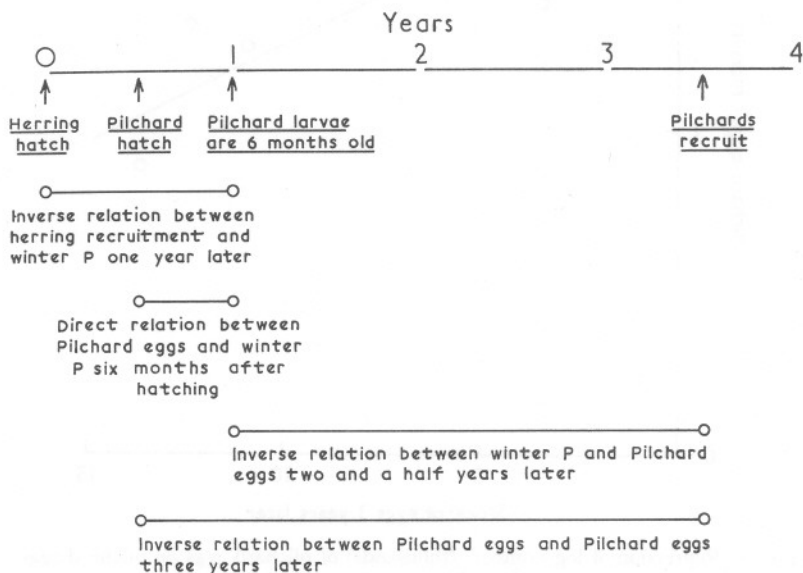 Years
0 1 2 3 4
Herring
hatch
Pilchard
hatch
Pilchard larvae
are 6 months old
Pilchards
recruit
Inverse relation between
herring recruitment and
winter P one year later
Direct relation between
Pilchard eggs and winter
P six months after
hatching
Inverse relation between winter P and Pilchard
eggs two and a half years later
Inverse relation between Pilchard eggs and Pilchard eggs
three years later